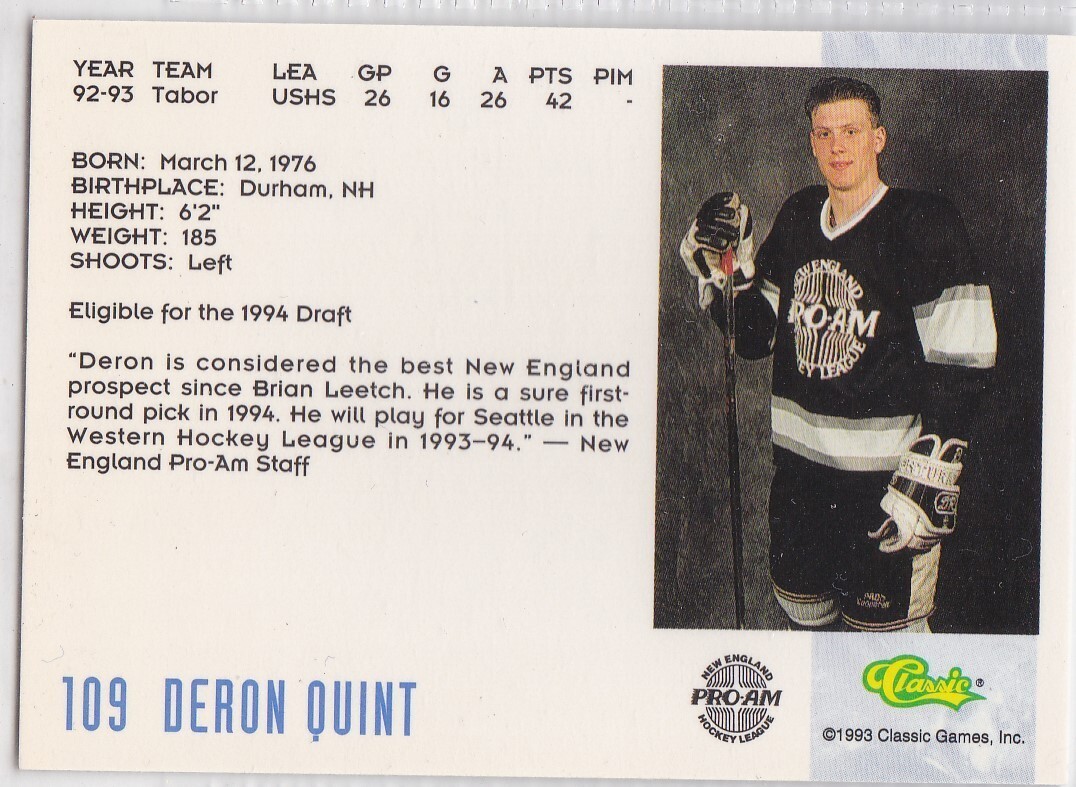 YEAR TEAM LEA GP G A PTS PIM
92-93 Tabor USHS 26 16 26 42 -
BORN: March 12, 1976
BIRTHPLACE: Durham, NH
HEIGHT: 6'2"
WEIGHT: 185
SHOOTS: Left
Eligible for the 1994 Draft
“Deron is considered the best New England
prospect since Brian Leetch. He is a sure first-
round pick in 1994. He will play for Seattle in the
Western Hockey League in 1993–94.” — New
England Pro-Am Staff
NEW ENGLAND
PRO-AM
EY LEAGUE
109 DERON QUINT
NEW ENGLAND
PRO-AM
HOCKEY LEAGUE
Classic®
©1993 Classic Games, Inc.